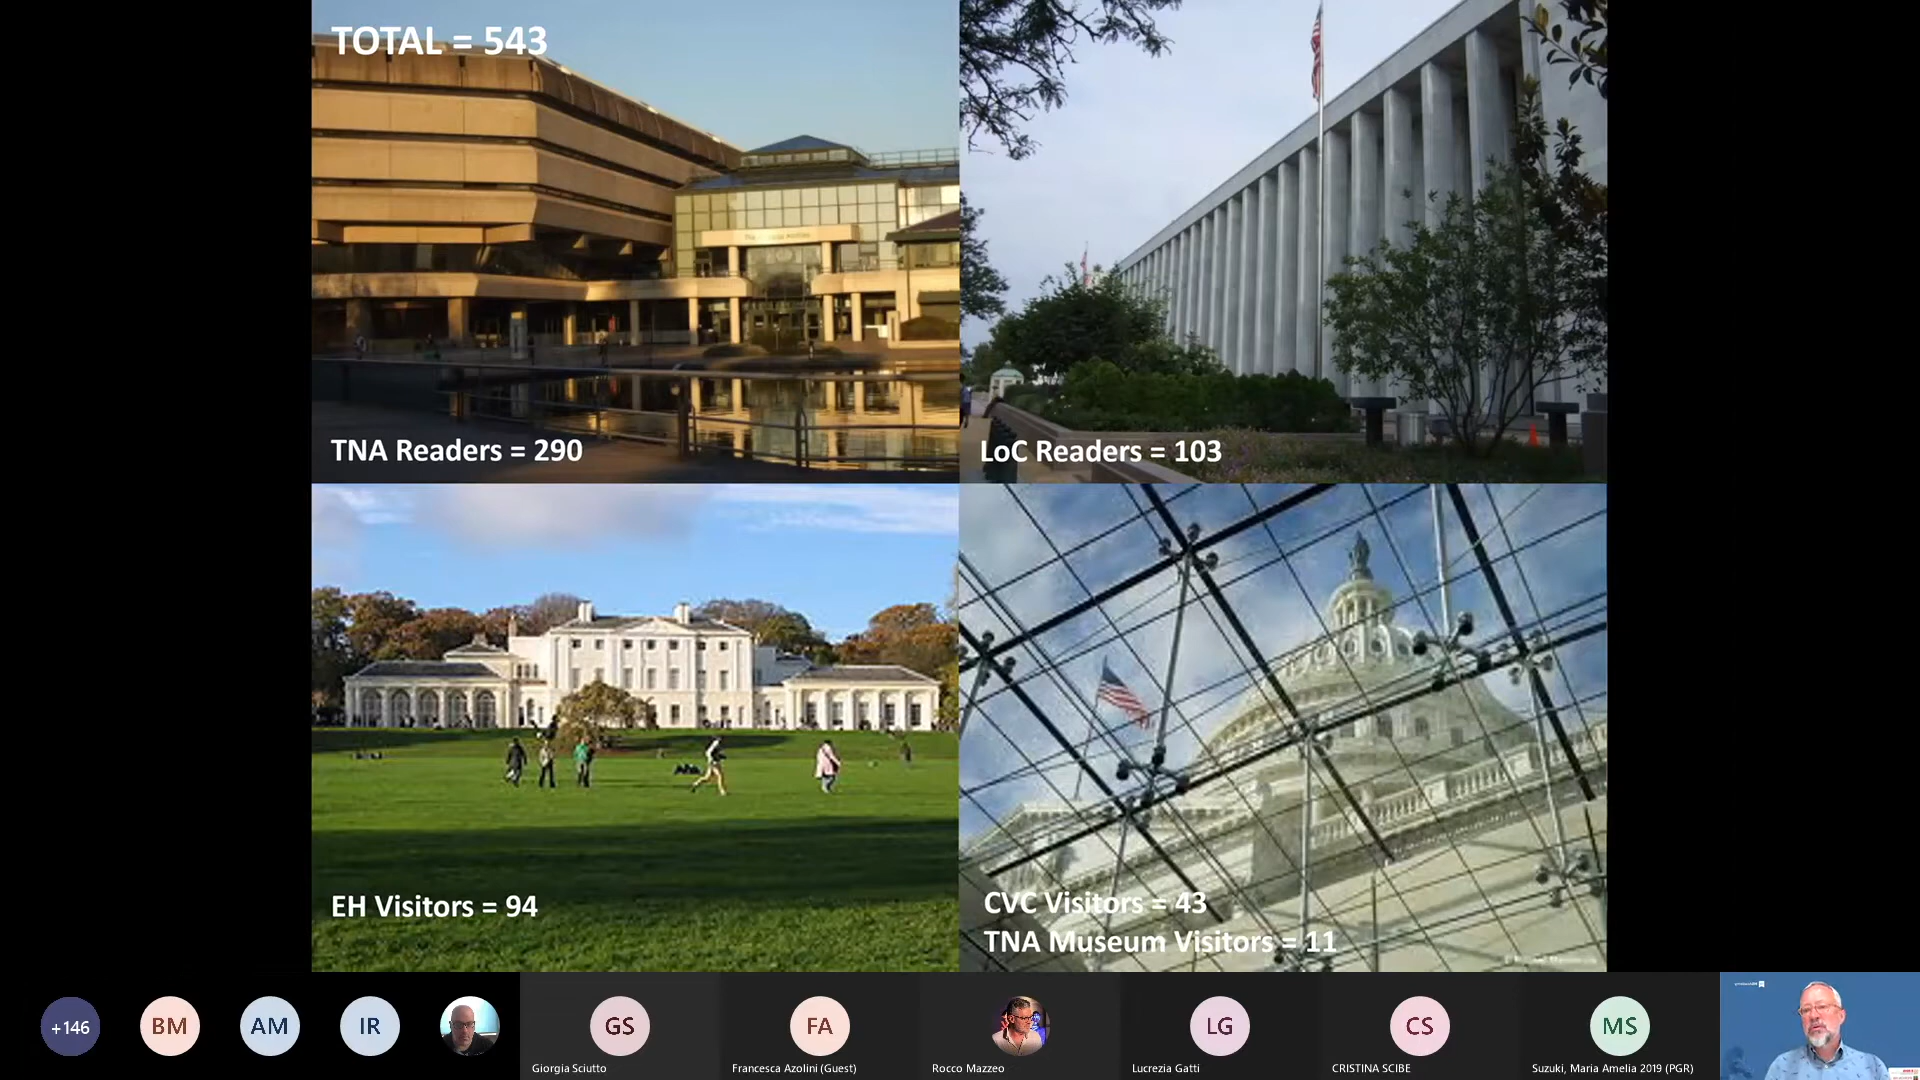 TOTAL = 543
TNA Readers = 290
LoC Readers = 103
EH Visitors = 94
CVC Visitors = 43
TNA Museum Visitors = 11
+146
BM
AM
IR
GS
FA
LG
CS
MS
Giorgia Sciutto
Francesca Azolini (Guest)
Rocco Mazzeo
Lucrezia Gatti
CRISTINA SCIBE
Suzuki, Maria Amelia 2019 (PGR)